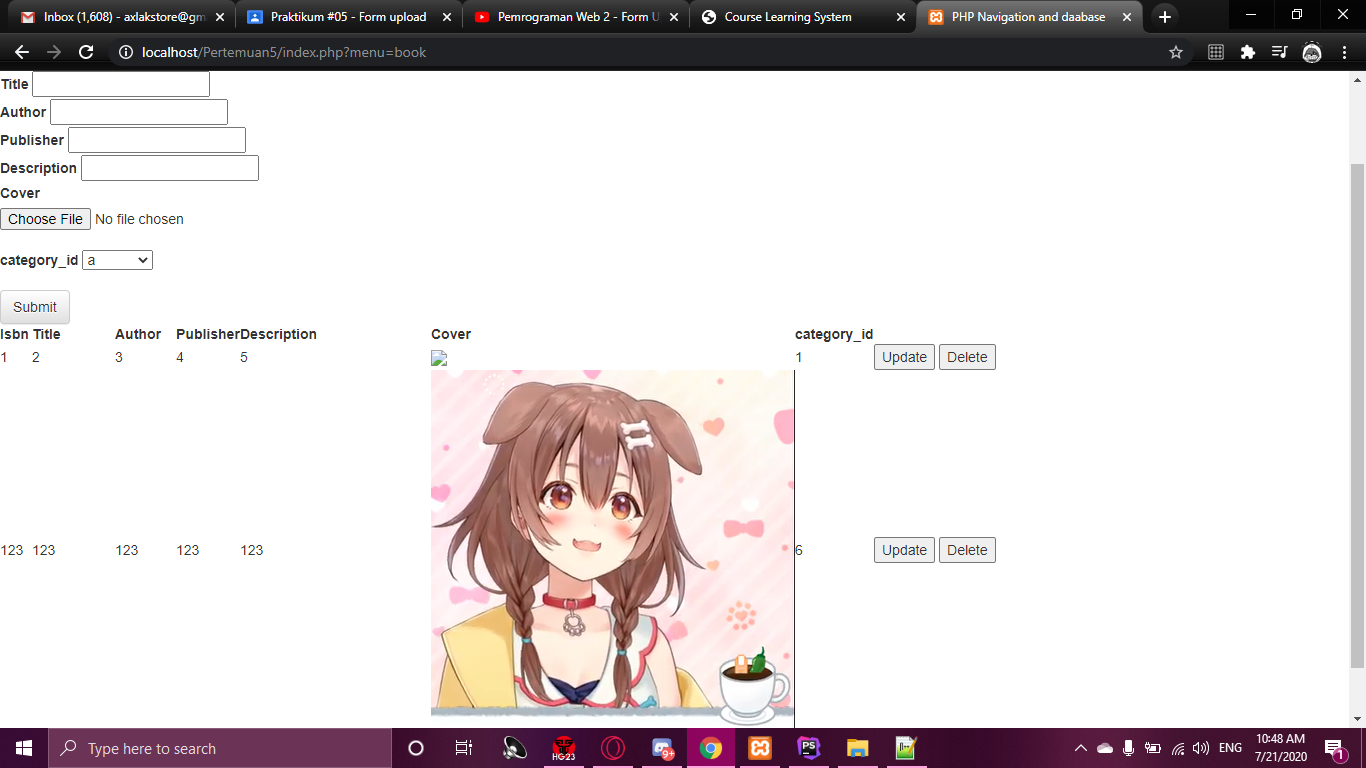 Inbox (1,608) - axlakstore@gm
Praktikum #05 - Form upload
Pemrograman Web 2 - Form U
Course Learning System
PHP Navigation and daabase
localhost/Pertemuan5/index.php?menu=book
Title
Author
Publisher
Description
Cover
Choose File No file chosen
category_id a
Submit
Isbn Title Author PublisherDescription Cover category_id
1 2 3 4 5 1 Update Delete
123 123 123 123 123 6 Update Delete
Type here to search
HG23
9+
PS
ENG
10:48 AM
7/21/2020
1